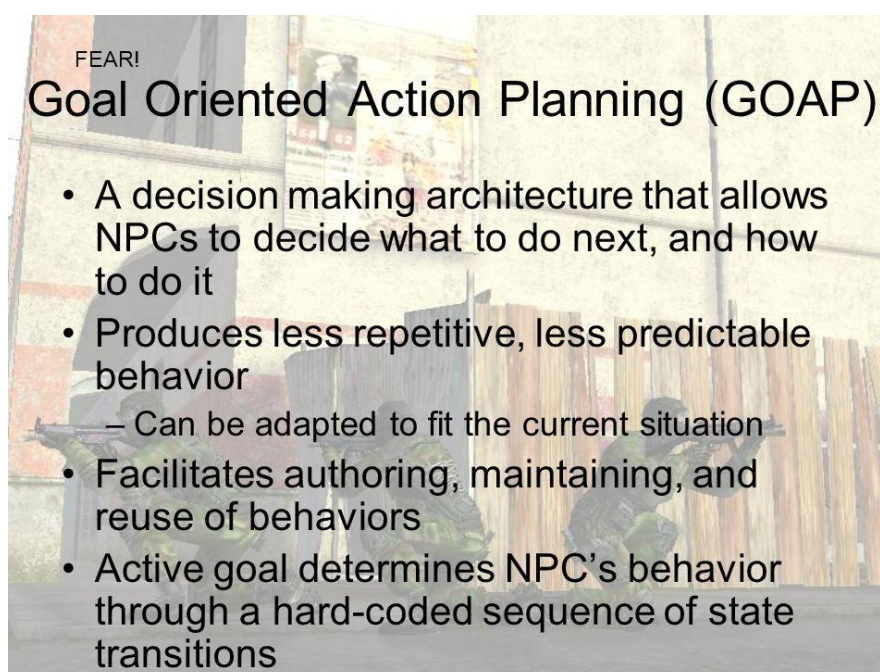 FEAR!
Goal Oriented Action Planning (GOAP)
• A decision making architecture that allows
NPCs to decide what to do next, and how
to do it
• Produces less repetitive, less predictable
behavior
– Can be adapted to fit the current situation
• Facilitates authoring, maintaining, and
reuse of behaviors
• Active goal determines NPC’s behavior
through a hard-coded sequence of state
transitions